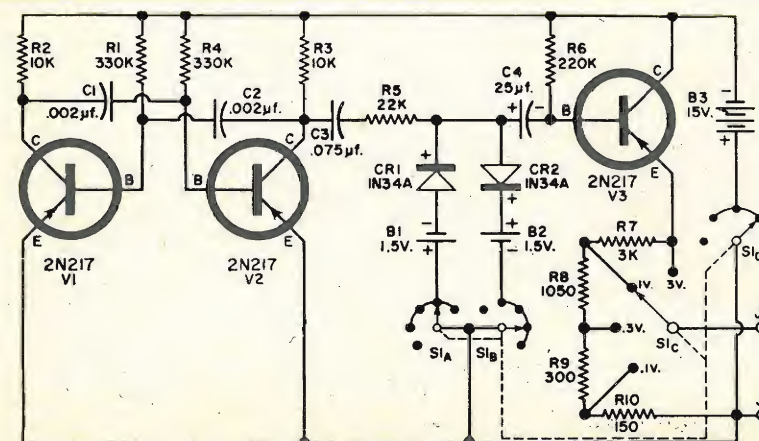 R2
10K
R1
330K
R4
330K
R3
10K
R6
220K
C
C1
.002µf.
C2
.002µf.
C3
.075µf.
R5
22K
C4
25µf.
+
-
B
B3
15V.
-
+
C
B
E
2N217
V1
C
B
E
2N217
V2
+
CR1
1N34A
CR2
1N34A
+
-
B1
1.5V.
+
+
B2
1.5V.
-
E
2N217
V3
R7
3K
R8
1050
1V.
3V.
.3V.
S1C
R9
300
.1V.
R10
150
S1A
S1B